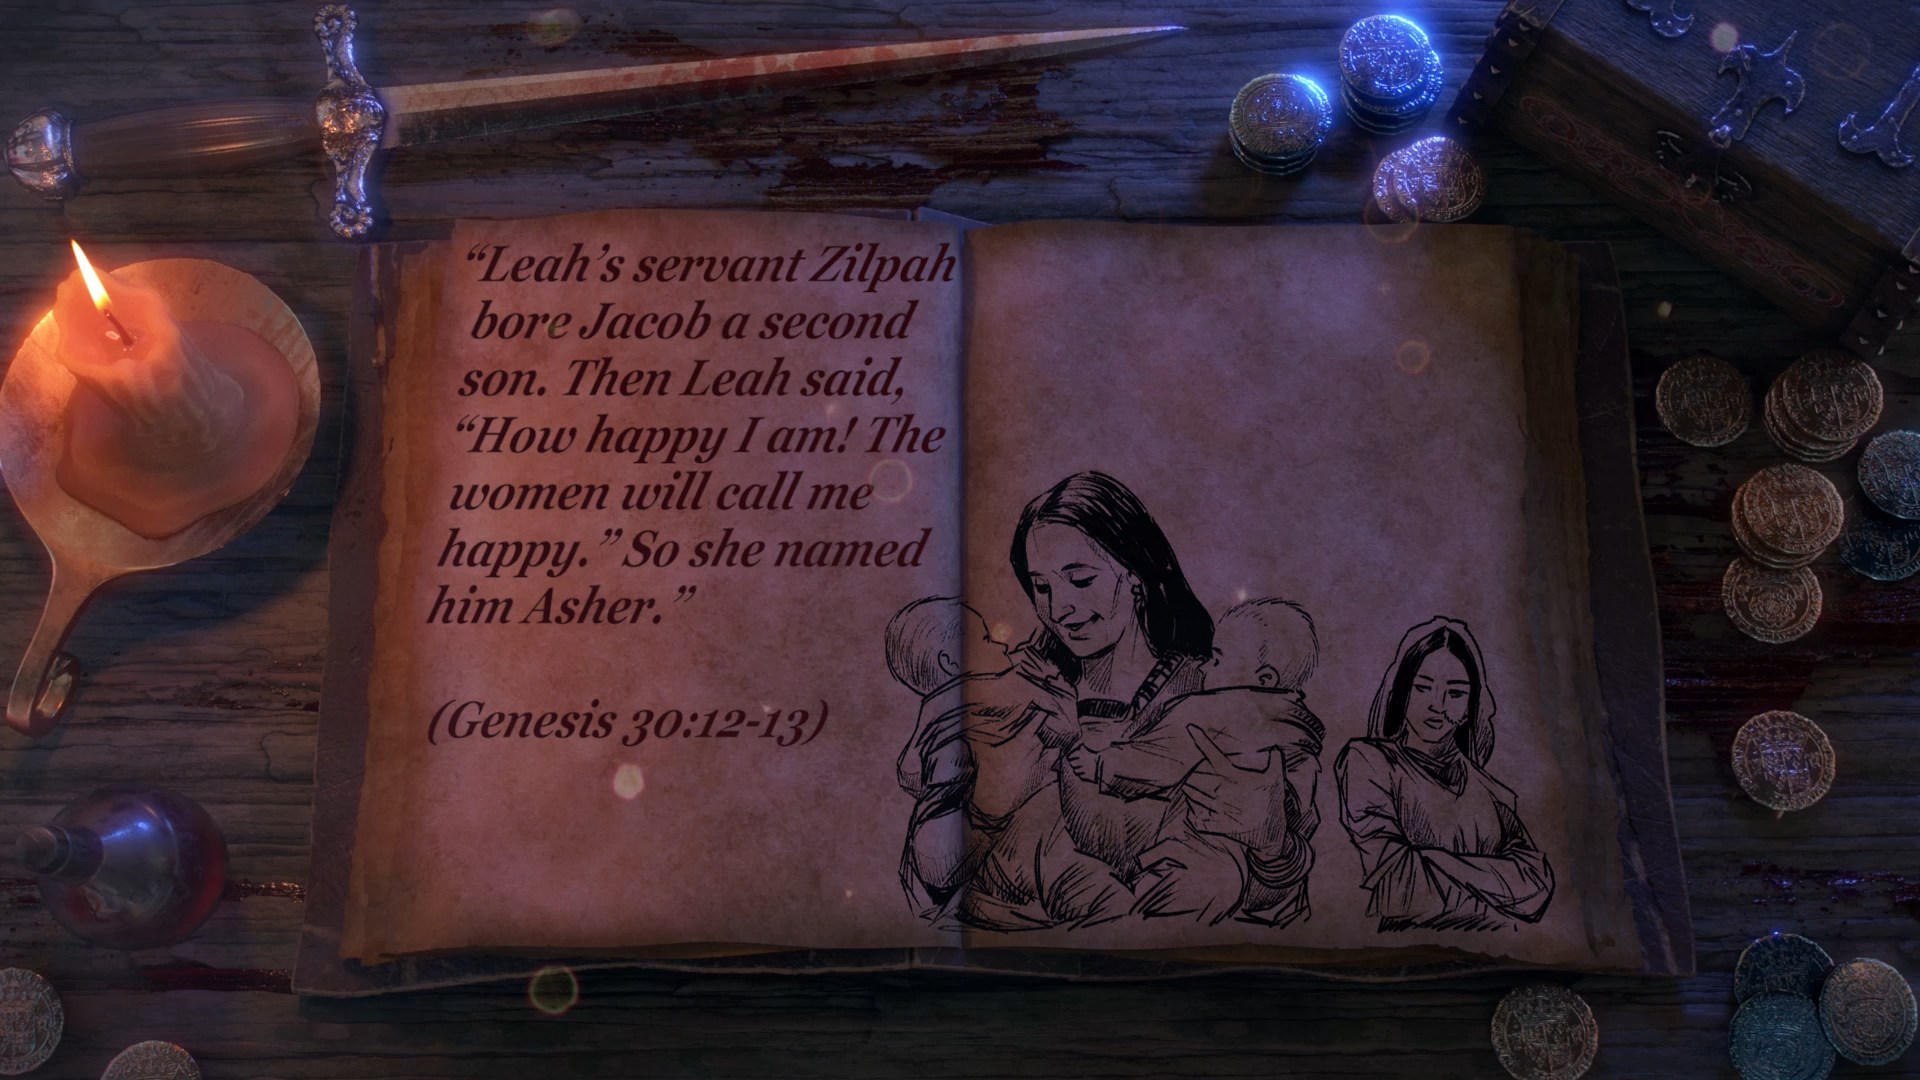 “Leah’s servant Zilpah
bore Jacob a second
son. Then Leah said,
“How happy I am! The
women will call me
happy.” So she named
him Asher.”
(Genesis 30:12-13)